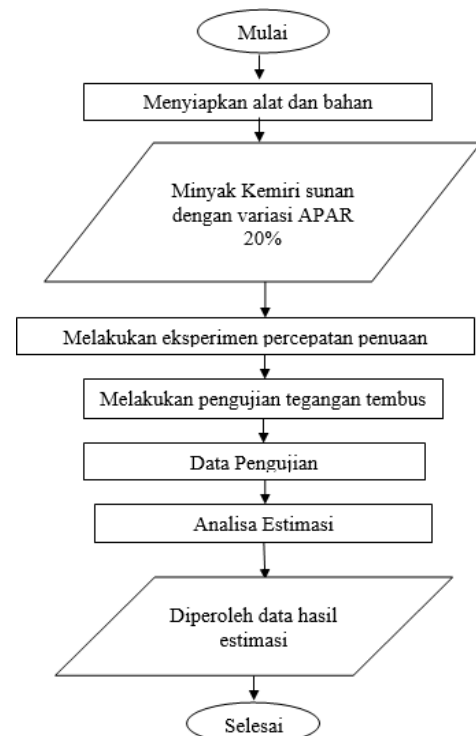 Mulai
Menyiapkan alat dan bahan
Minyak Kemiri sunan
dengan variasi APAR
20%
Melakukan eksperimen percepatan penuaan
Melakukan pengujian tegangan tembus
Data Pengujian
Analisa Estimasi
Diperoleh data hasil
estimasi
Selesai